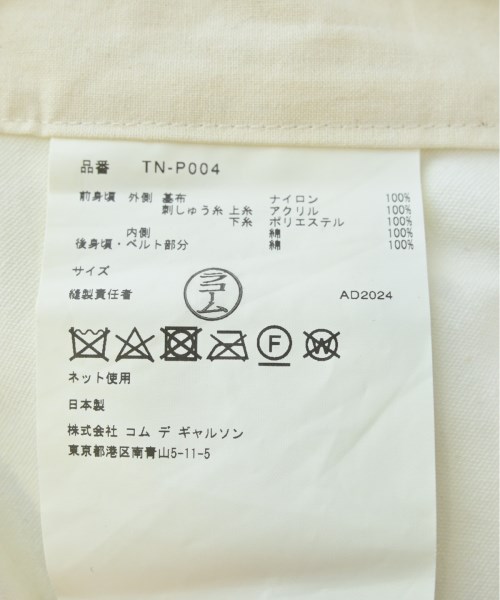 品番 TN-P004
前身頃 外側 基布 ナイロン 100%
刺しゅう糸 上糸 アクリル 100%
下糸 ポリエステル 100%
内側 綿 100%
後身頃・ベルト部分 綿 100%
サイズ
縫製責任者 ラコーム AD2024
F W
ネット使用
日本製
株式会社 コム デ ギャルソン
東京都港区南青山5-11-5